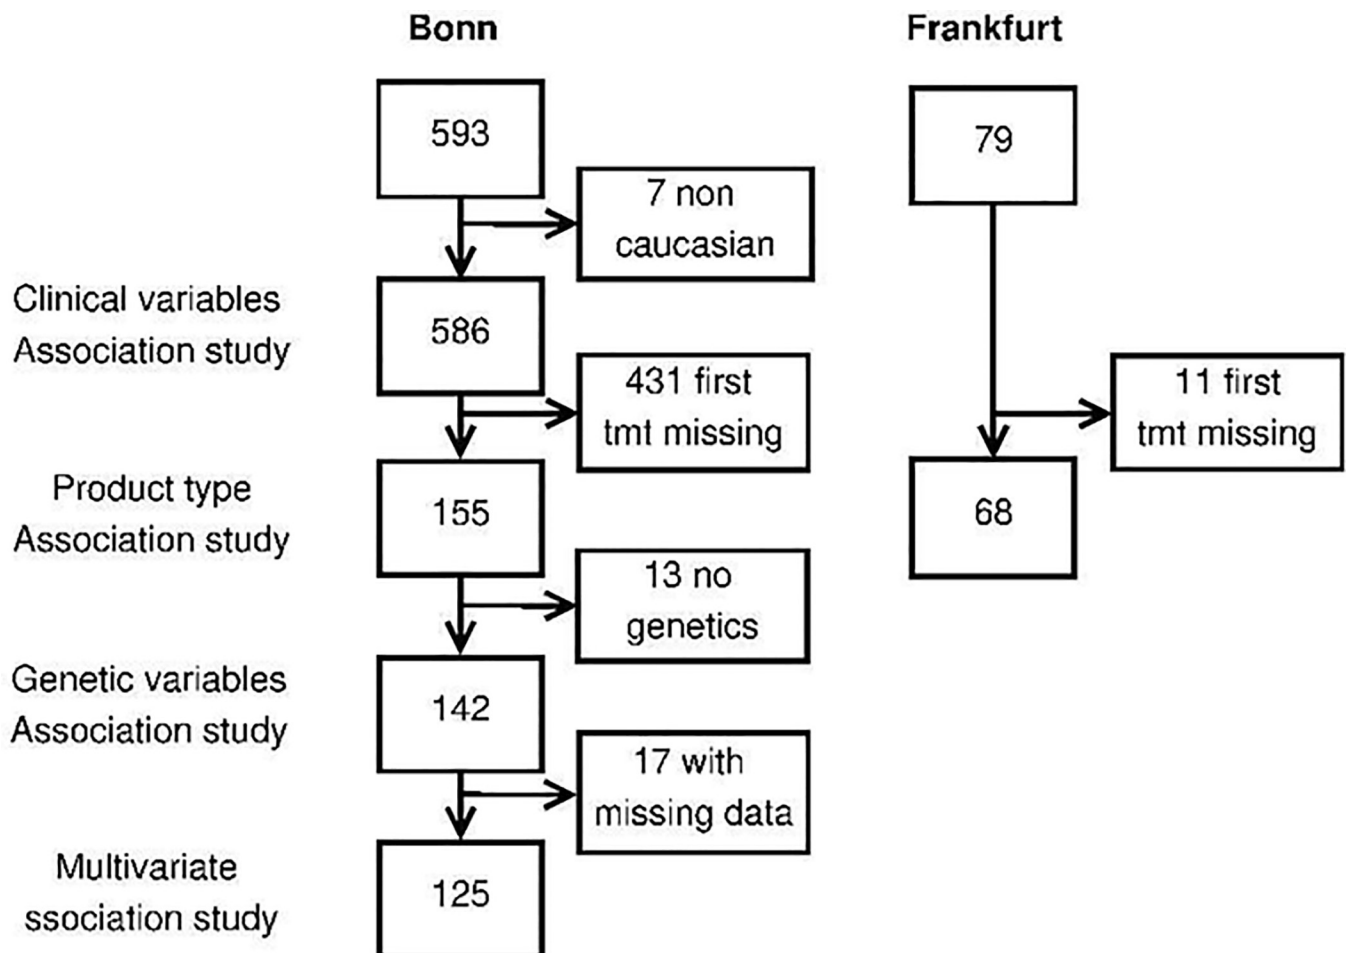 Bonn
Frankfurt
593
79
7 non
caucasian
Clinical variables
Association study
586
431 first
tmt missing
11 first
tmt missing
Product type
Association study
155
68
13 no
genetics
Genetic variables
Association study
142
17 with
missing data
Multivariate
ssociation study
125